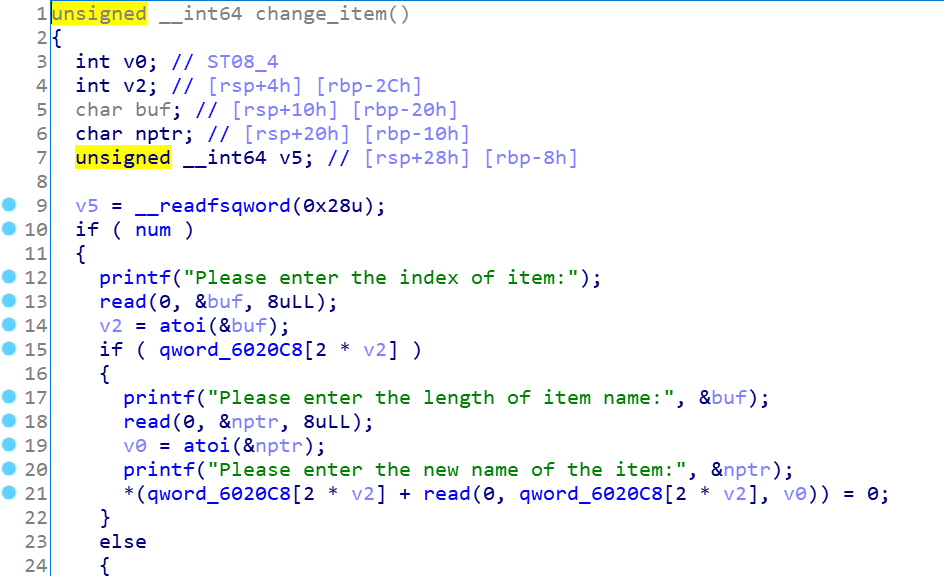 1 unsigned __int64 change_item()
2 {
3   int v0; // ST08_4
4   int v2; // [rsp+4h] [rbp-2Ch]
5   char buf; // [rsp+10h] [rbp-20h]
6   char nptr; // [rsp+20h] [rbp-10h]
7   unsigned __int64 v5; // [rsp+28h] [rbp-8h]
8
9   v5 = __readfsqword(0x28u);
10   if ( num )
11   {
12     printf("Please enter the index of item:");
13     read(0, &buf, 8uLL);
14     v2 = atoi(&buf);
15     if ( qword_6020C8[2 * v2] )
16     {
17       printf("Please enter the length of item name:", &buf);
18       read(0, &nptr, 8uLL);
19       v0 = atoi(&nptr);
20       printf("Please enter the new name of the item:", &nptr);
21       *(qword_6020C8[2 * v2] + read(0, qword_6020C8[2 * v2], v0)) = 0;
22     }
23     else
24     {